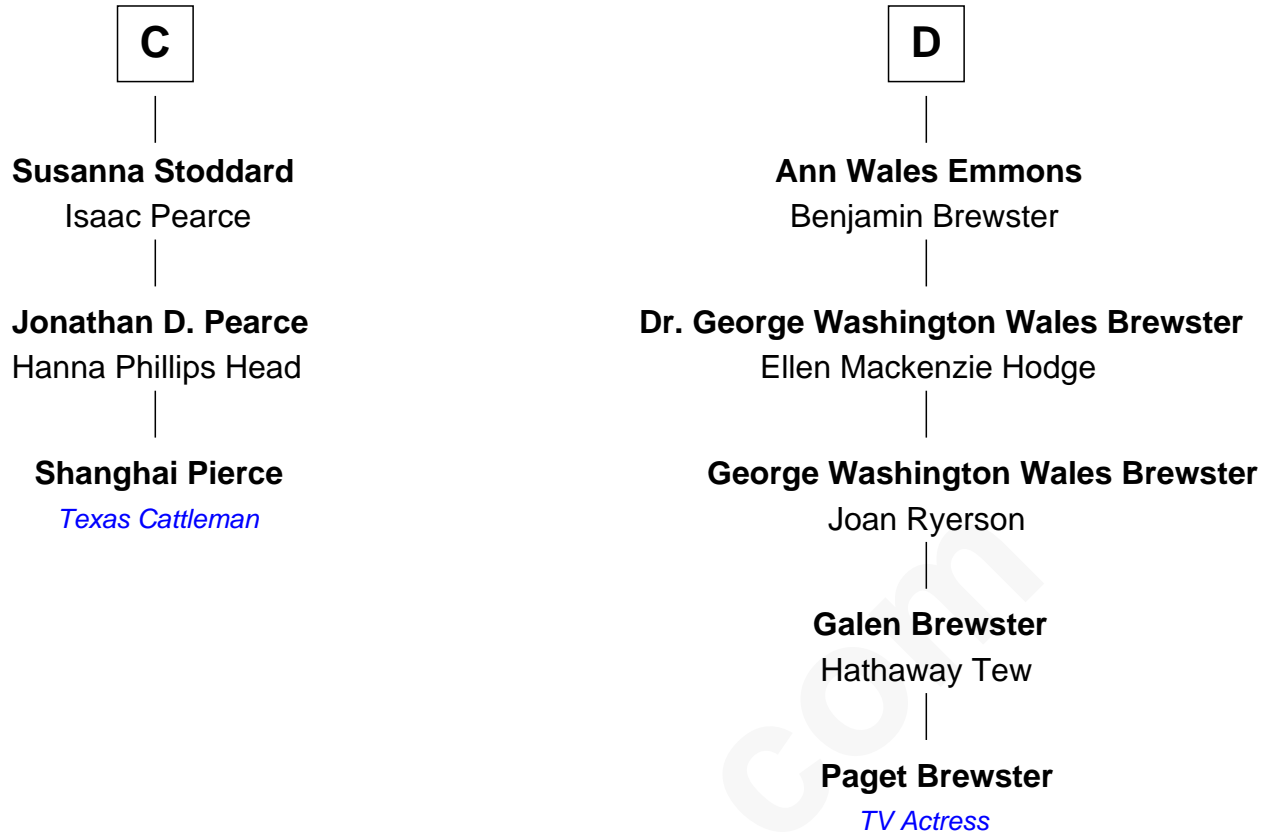 C
Susanna Stoddard
Isaac Pearce
Jonathan D. Pearce
Hanna Phillips Head
Shanghai Pierce
Texas Cattleman
D
Ann Wales Emmons
Benjamin Brewster
Dr. George Washington Wales Brewster
Ellen Mackenzie Hodge
George Washington Wales Brewster
Joan Ryerson
Galen Brewster
Hathaway Tew
Paget Brewster
TV Actress
com